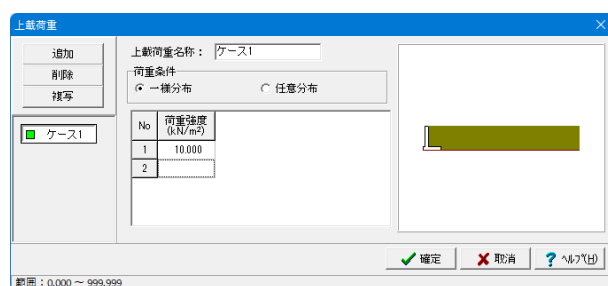 上載荷重
追加
削除
複写
ケース1
上載荷重名称： ケース1
荷重条件
一様分布 任意分布
No 荷重強度 (kN/m²)
1 10.000
2
確定 取消 ヘルプ(H)
範囲：0.000 ～ 999.999